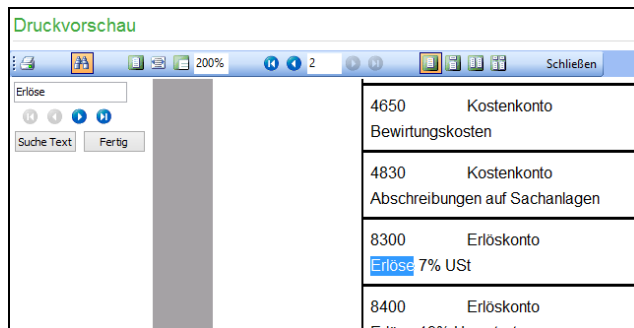 Druckvorschau
200% 2 Schließen
Erlöse
Suche Text Fertig
4650 Kostenkonto
Bewirtungskosten
4830 Kostenkonto
Abschreibungen auf Sachanlagen
8300 Erlöskonto
Erlöse 7% USt
8400 Erlöskonto